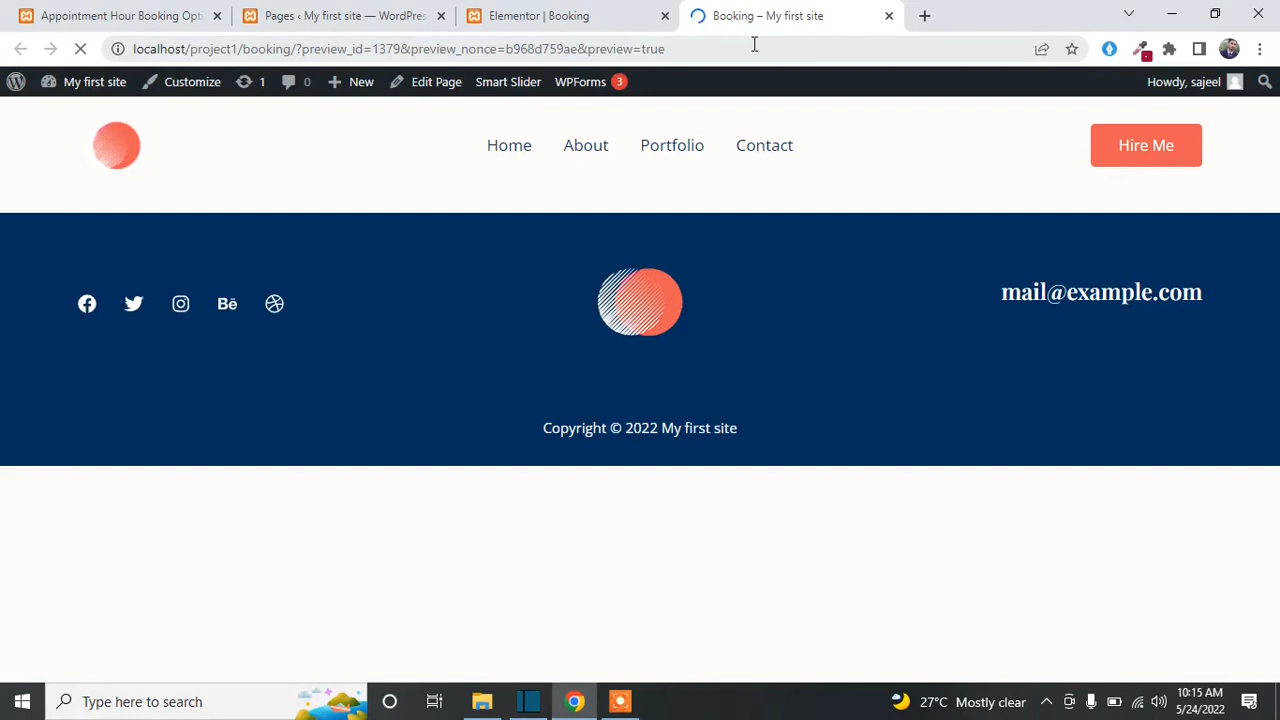 Appointment Hour Booking Opti
Pages ‹ My first site — WordPres
Elementor | Booking
Booking – My first site
localhost/project1/booking/?preview_id=1379&preview_nonce=b968d759ae&preview=true
My first site
Customize
1
0
New
Edit Page
Smart Slider
WPForms 3
Howdy, sajeel
Home
About
Portfolio
Contact
Hire Me
mail@example.com
Copyright © 2022 My first site
Type here to search
27°C Mostly clear
10:15 AM
5/24/2022